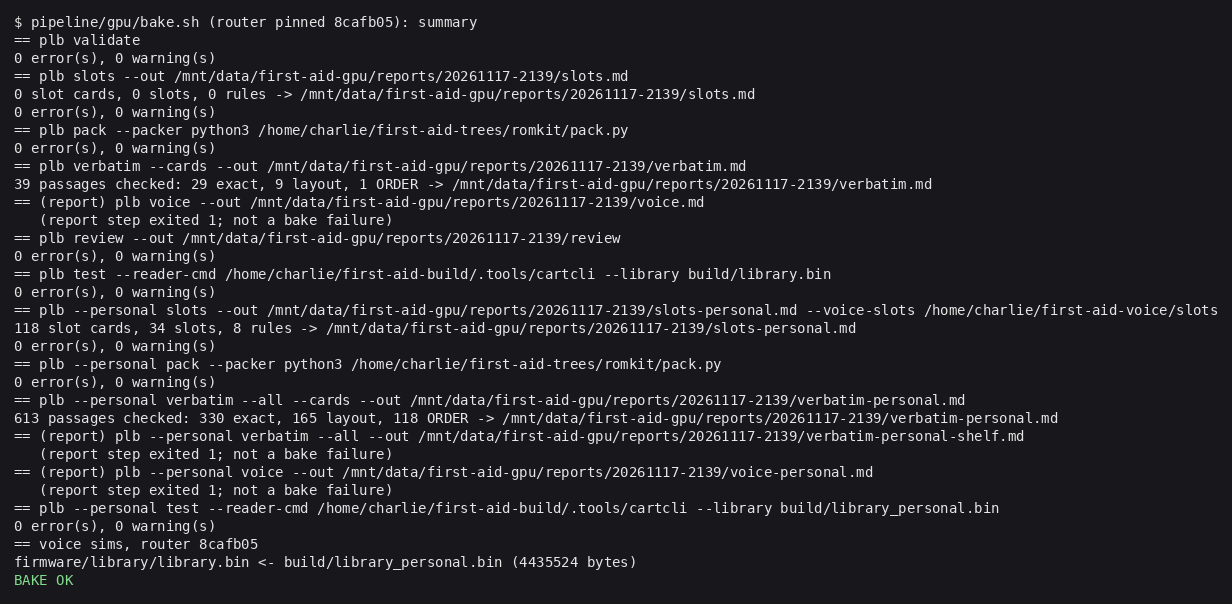 $ pipeline/gpu/bake.sh (router pinned 8cafb05): summary
== plb validate
0 error(s), 0 warning(s)
== plb slots --out /mnt/data/first-aid-gpu/reports/20261117-2139/slots.md
0 slot cards, 0 slots, 0 rules -> /mnt/data/first-aid-gpu/reports/20261117-2139/slots.md
0 error(s), 0 warning(s)
== plb pack --packer python3 /home/charlie/first-aid-trees/romkit/pack.py
0 error(s), 0 warning(s)
== plb verbatim --cards --out /mnt/data/first-aid-gpu/reports/20261117-2139/verbatim.md
39 passages checked: 29 exact, 9 layout, 1 ORDER -> /mnt/data/first-aid-gpu/reports/20261117-2139/verbatim.md
== (report) plb voice --out /mnt/data/first-aid-gpu/reports/20261117-2139/voice.md
   (report step exited 1; not a bake failure)
== plb review --out /mnt/data/first-aid-gpu/reports/20261117-2139/review
0 error(s), 0 warning(s)
== plb test --reader-cmd /home/charlie/first-aid-build/.tools/cartcli --library build/library.bin
0 error(s), 0 warning(s)
== plb --personal slots --out /mnt/data/first-aid-gpu/reports/20261117-2139/slots-personal.md --voice-slots /home/charlie/first-aid-voice/slots
118 slot cards, 34 slots, 8 rules -> /mnt/data/first-aid-gpu/reports/20261117-2139/slots-personal.md
0 error(s), 0 warning(s)
== plb --personal pack --packer python3 /home/charlie/first-aid-trees/romkit/pack.py
0 error(s), 0 warning(s)
== plb --personal verbatim --all --cards --out /mnt/data/first-aid-gpu/reports/20261117-2139/verbatim-personal.md
613 passages checked: 330 exact, 165 layout, 118 ORDER -> /mnt/data/first-aid-gpu/reports/20261117-2139/verbatim-personal.md
== (report) plb --personal verbatim --all --out /mnt/data/first-aid-gpu/reports/20261117-2139/verbatim-personal-shelf.md
   (report step exited 1; not a bake failure)
== (report) plb --personal voice --out /mnt/data/first-aid-gpu/reports/20261117-2139/voice-personal.md
   (report step exited 1; not a bake failure)
== plb --personal test --reader-cmd /home/charlie/first-aid-build/.tools/cartcli --library build/library_personal.bin
0 error(s), 0 warning(s)
== voice sims, router 8cafb05
firmware/library/library.bin <- build/library_personal.bin (4435524 bytes)
BAKE OK